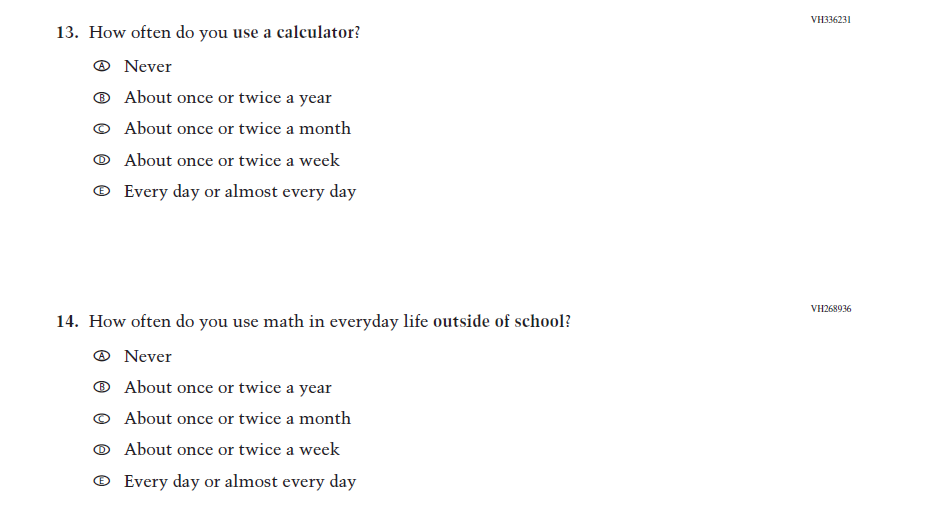 VH336231
13. How often do you use a calculator?
Ⓐ Never
Ⓑ About once or twice a year
Ⓒ About once or twice a month
Ⓓ About once or twice a week
Ⓔ Every day or almost every day
VH268936
14. How often do you use math in everyday life outside of school?
Ⓐ Never
Ⓑ About once or twice a year
Ⓒ About once or twice a month
Ⓓ About once or twice a week
Ⓔ Every day or almost every day